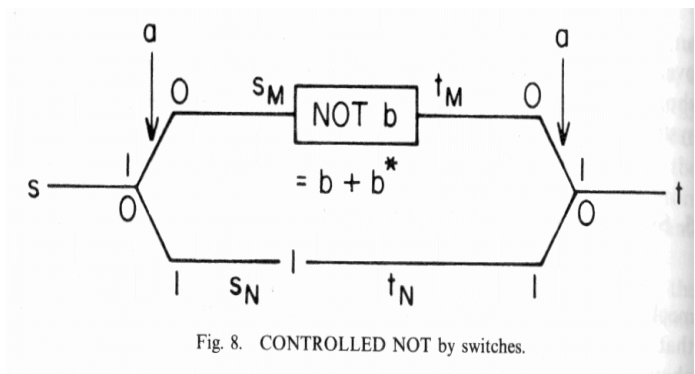 a a
O s_M NOT b t_M O
I I
s O = b + b* O t
I s_N I t_N I
Fig. 8. CONTROLLED NOT by switches.